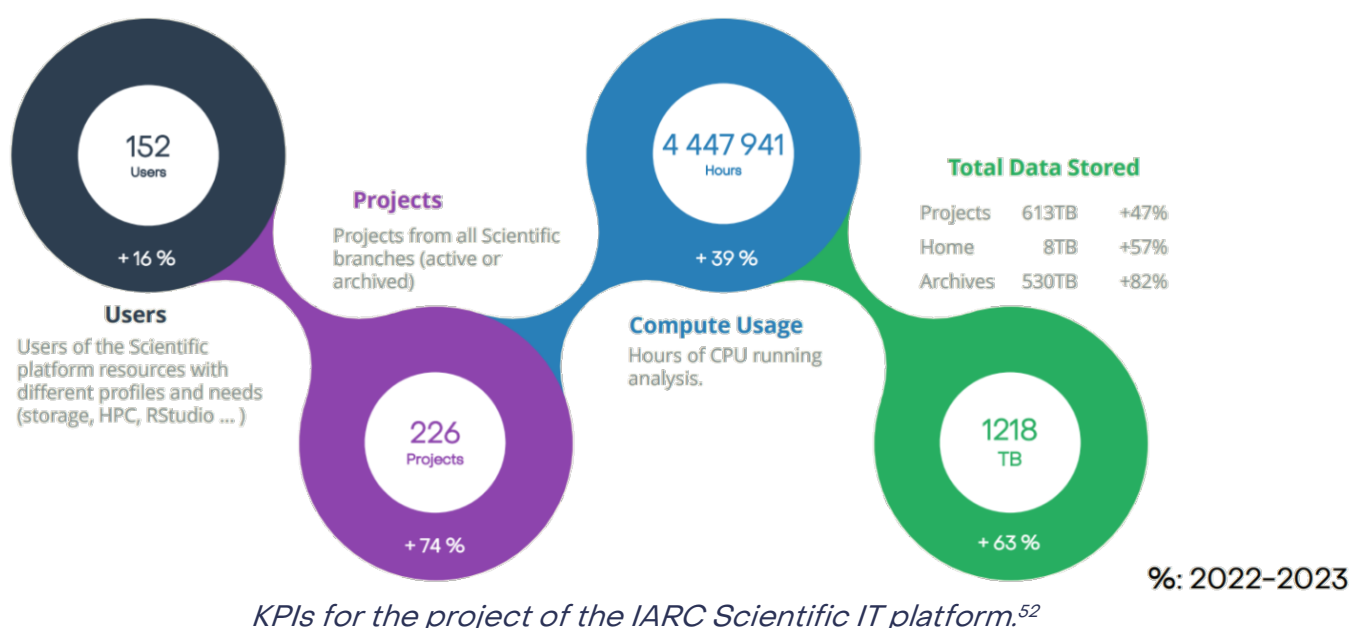 152
Users
+ 16 %
Users
Users of the Scientific
platform resources with
different profiles and needs
(storage, HPC, RStudio ... )
Projects
Projects from all Scientific
branches (active or
archived)
226
Projects
+ 74 %
4 447 941
Hours
+ 39 %
Compute Usage
Hours of CPU running
analysis.
Total Data Stored
Projects 613TB +47%
Home 8TB +57%
Archives 530TB +82%
1218
TB
+ 63 %
%: 2022-2023
KPIs for the project of the IARC Scientific IT platform.52